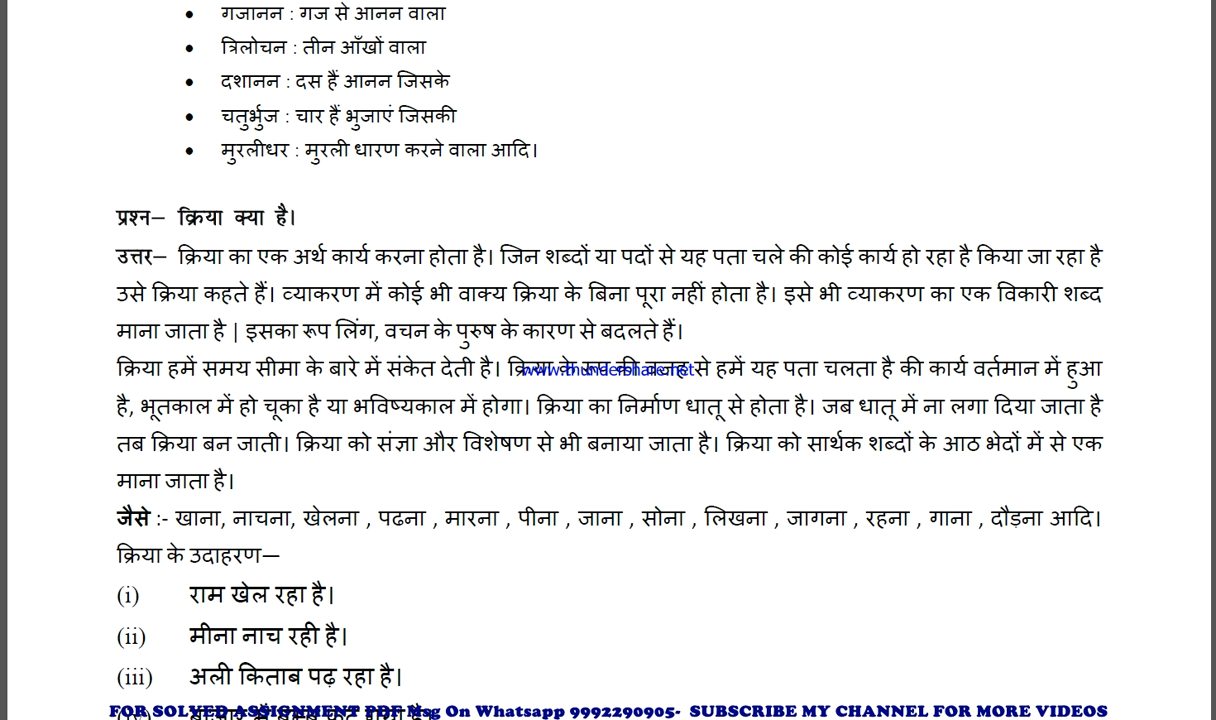 • गजानन : गज से आनन वाला
• त्रिलोचन : तीन आँखों वाला
• दशानन : दस हैं आनन जिसके
• चतुर्भुज : चार हैं भुजाएं जिसकी
• मुरलीधर : मुरली धारण करने वाला आदि।
प्रश्न– क्रिया क्या है।
उत्तर– क्रिया का एक अर्थ कार्य करना होता है। जिन शब्दों या पदों से यह पता चले की कोई कार्य हो रहा है किया जा रहा है
उसे क्रिया कहते हैं। व्याकरण में कोई भी वाक्य क्रिया के बिना पूरा नहीं होता है। इसे भी व्याकरण का एक विकारी शब्द
माना जाता है | इसका रूप लिंग, वचन के पुरुष के कारण से बदलते हैं।
क्रिया हमें समय सीमा के बारे में संकेत देती है। क्रिया के रूप की वजह से हमें यह पता चलता है की कार्य वर्तमान में हुआ
www.thundershare.net
है, भूतकाल में हो चूका है या भविष्यकाल में होगा। क्रिया का निर्माण धातू से होता है। जब धातू में ना लगा दिया जाता है
तब क्रिया बन जाती। क्रिया को संज्ञा और विशेषण से भी बनाया जाता है। क्रिया को सार्थक शब्दों के आठ भेदों में से एक
माना जाता है।
जैसे :- खाना, नाचना, खेलना , पढना , मारना , पीना , जाना , सोना , लिखना , जागना , रहना , गाना , दौड़ना आदि।
क्रिया के उदाहरण—
(i) राम खेल रहा है।
(ii) मीना नाच रही है।
(iii) अली किताब पढ़ रहा है।
FOR SOLVED ASSIGNMENT PDF Msg On Whatsapp 9992290905- SUBSCRIBE MY CHANNEL FOR MORE VIDEOS